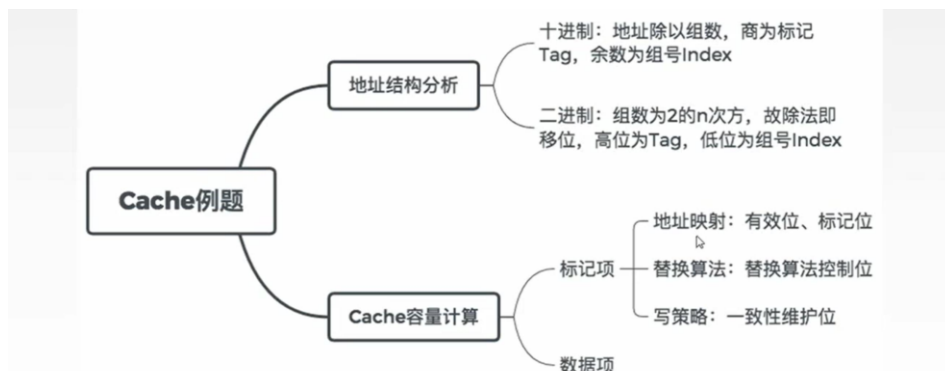 十进制：地址除以组数，商为标记
Tag，余数为组号Index
地址结构分析
二进制：组数为2的n次方，故除法即
移位，高位为Tag，低位为组号Index
Cache例题
地址映射：有效位、标记位
标记项
替换算法：替换算法控制位
Cache容量计算
写策略：一致性维护位
数据项